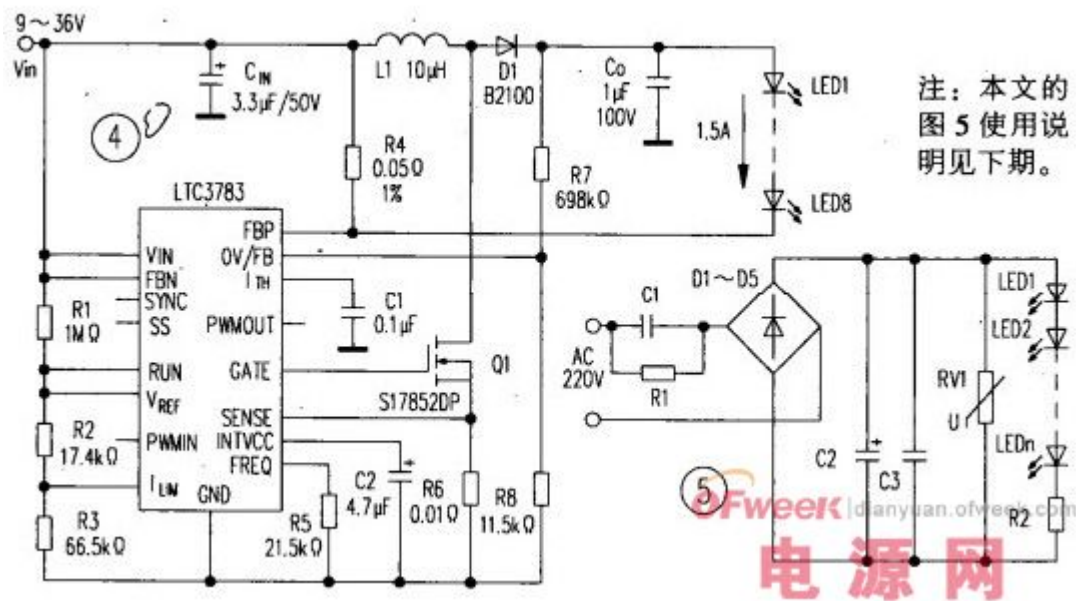 9～36V
Vin
C_IN
3.3μF/50V
④
L1 10μH
D1
B2100
Co
1μF
100V
1.5A
LED1
LED8
R4
0.05Ω
1%
R7
698kΩ
注：本文的
图 5 使用说
明见下期。
LTC3783
FBP
VIN
OV/FB
FBN
I_TH
SYNC
SS
PWMOUT
RUN
GATE
V_REF
SENSE
PWMIN
INTVCC
FREQ
I_LIM
GND
R1
1MΩ
R2
17.4kΩ
R3
66.5kΩ
C1
0.1μF
Q1
S17852DP
C2
4.7μF
R5
21.5kΩ
R6
0.01Ω
R8
11.5kΩ
D1～D5
C1
AC
220V
R1
C2
C3
RV1
U
LED1
LED2
LEDn
R2
⑤
OFweek dianyuan.ofweek.com
电源网